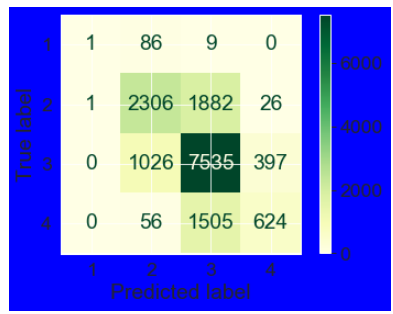 1 1 86 9 0
2 1 2306 1882 26
3 0 1026 7535 397
4 0 56 1505 624
1 2 3 4
Predicted label
True label
6000
4000
2000
0